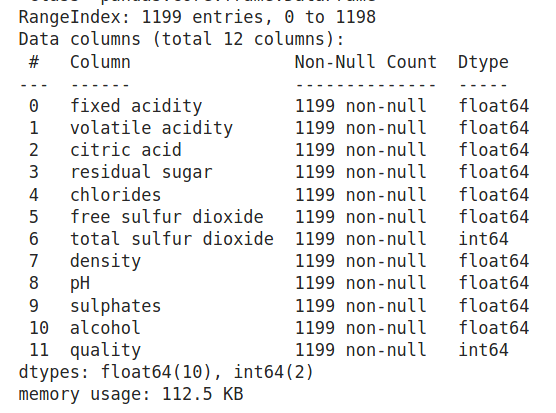 RangeIndex: 1199 entries, 0 to 1198
Data columns (total 12 columns):
 #   Column                Non-Null Count  Dtype
---  ------                --------------  -----
 0   fixed acidity         1199 non-null   float64
 1   volatile acidity      1199 non-null   float64
 2   citric acid           1199 non-null   float64
 3   residual sugar        1199 non-null   float64
 4   chlorides             1199 non-null   float64
 5   free sulfur dioxide   1199 non-null   float64
 6   total sulfur dioxide  1199 non-null   int64
 7   density               1199 non-null   float64
 8   pH                    1199 non-null   float64
 9   sulphates             1199 non-null   float64
 10  alcohol               1199 non-null   float64
 11  quality               1199 non-null   int64
dtypes: float64(10), int64(2)
memory usage: 112.5 KB